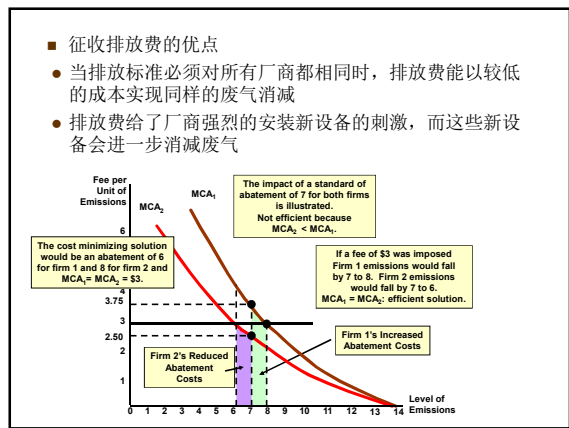 征收排放费的优点
当排放标准必须对所有厂商都相同时，排放费能以较低
的成本实现同样的废气消减
排放费给了厂商强烈的安装新设备的刺激，而这些新设
备会进一步消减废气
Fee per
Unit of
Emissions
MCA2
MCA1
The impact of a standard of
abatement of 7 for both firms
is illustrated.
Not efficient because
MCA2 < MCA1.
6
The cost minimizing solution
would be an abatement of 6
for firm 1 and 8 for firm 2 and
MCA1= MCA2 = $3.
If a fee of $3 was imposed
Firm 1 emissions would fall
by 7 to 8. Firm 2 emissions
would fall by 7 to 6.
MCA1 = MCA2: efficient solution.
4
3.75
3
2.50
2
1
Firm 1's Increased
Abatement Costs
Firm 2's Reduced
Abatement
Costs
0 1 2 3 4 5 6 7 8 9 10 11 12 13 14
Level of
Emissions